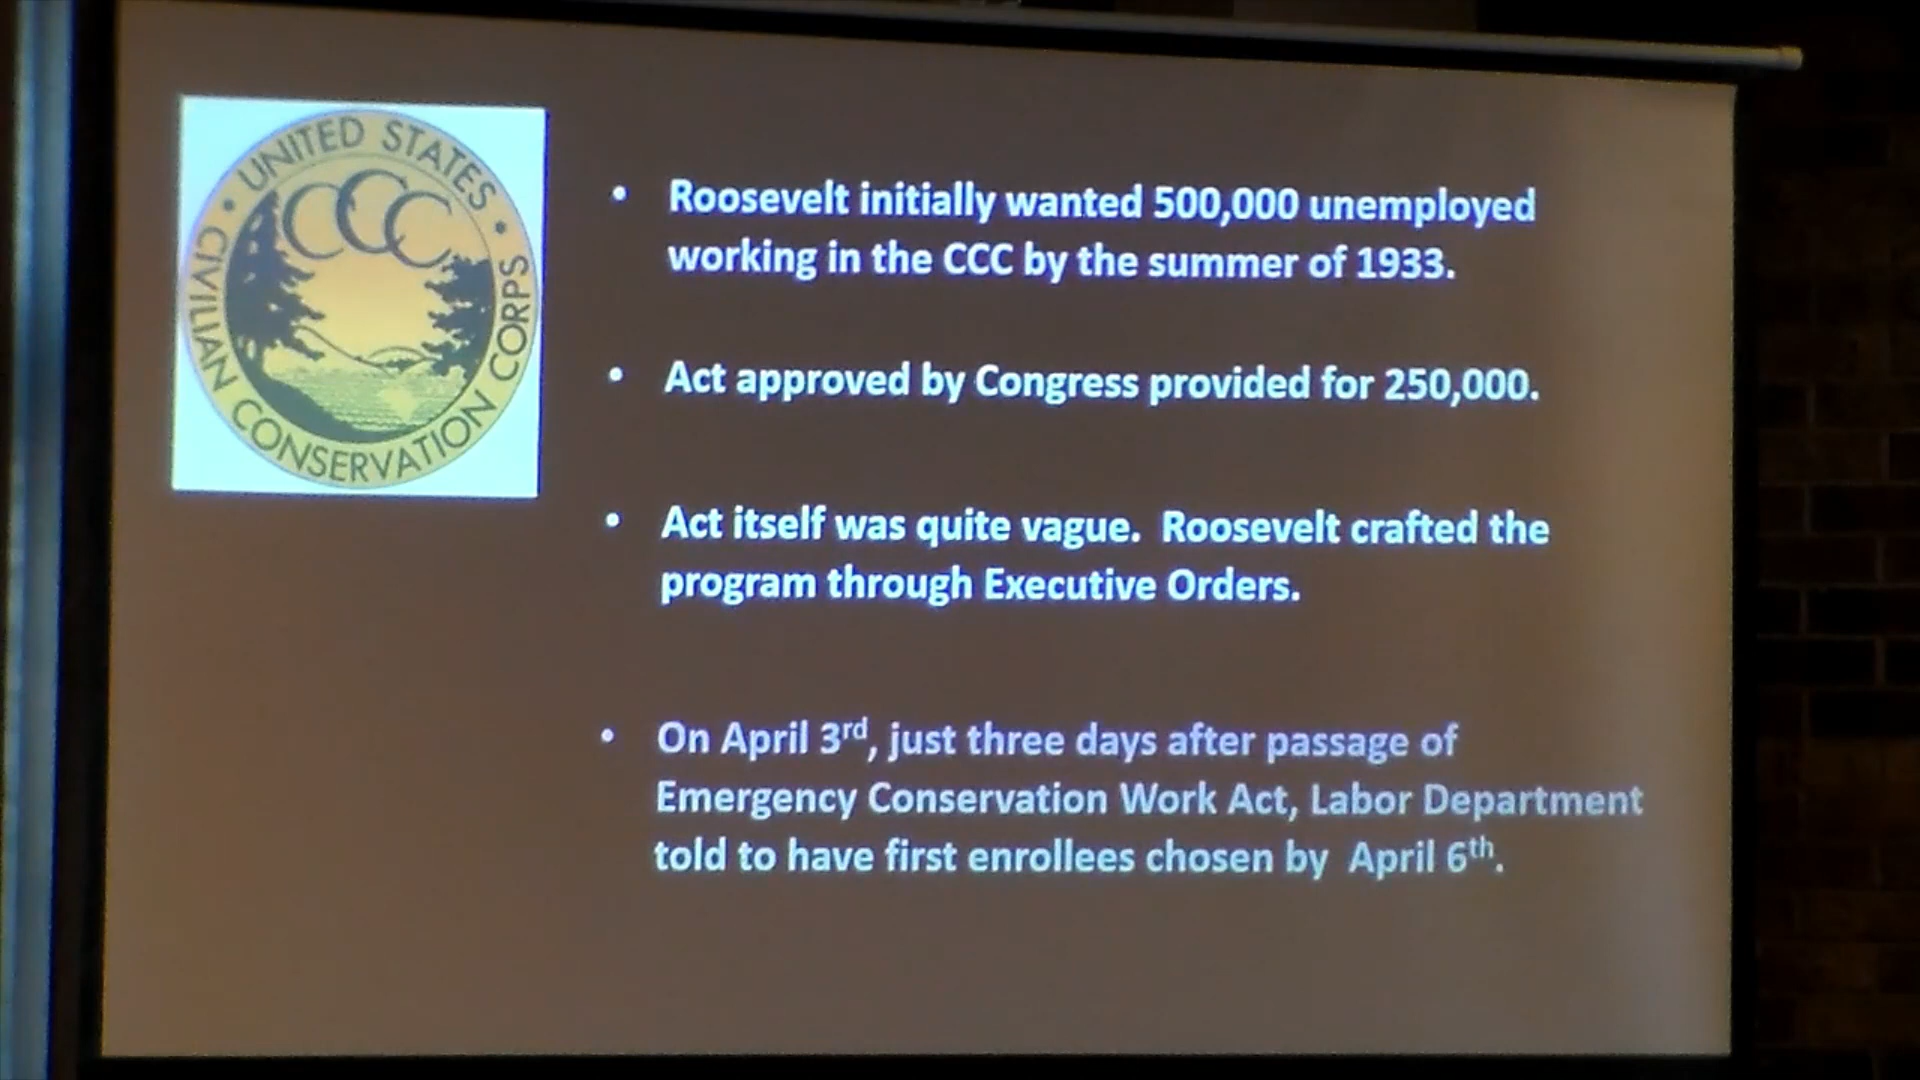 UNITED STATES
CCC
CIVILIAN CONSERVATION CORPS
• Roosevelt initially wanted 500,000 unemployed
working in the CCC by the summer of 1933.
• Act approved by Congress provided for 250,000.
• Act itself was quite vague. Roosevelt crafted the
program through Executive Orders.
• On April 3rd, just three days after passage of
Emergency Conservation Work Act, Labor Department
told to have first enrollees chosen by April 6th.